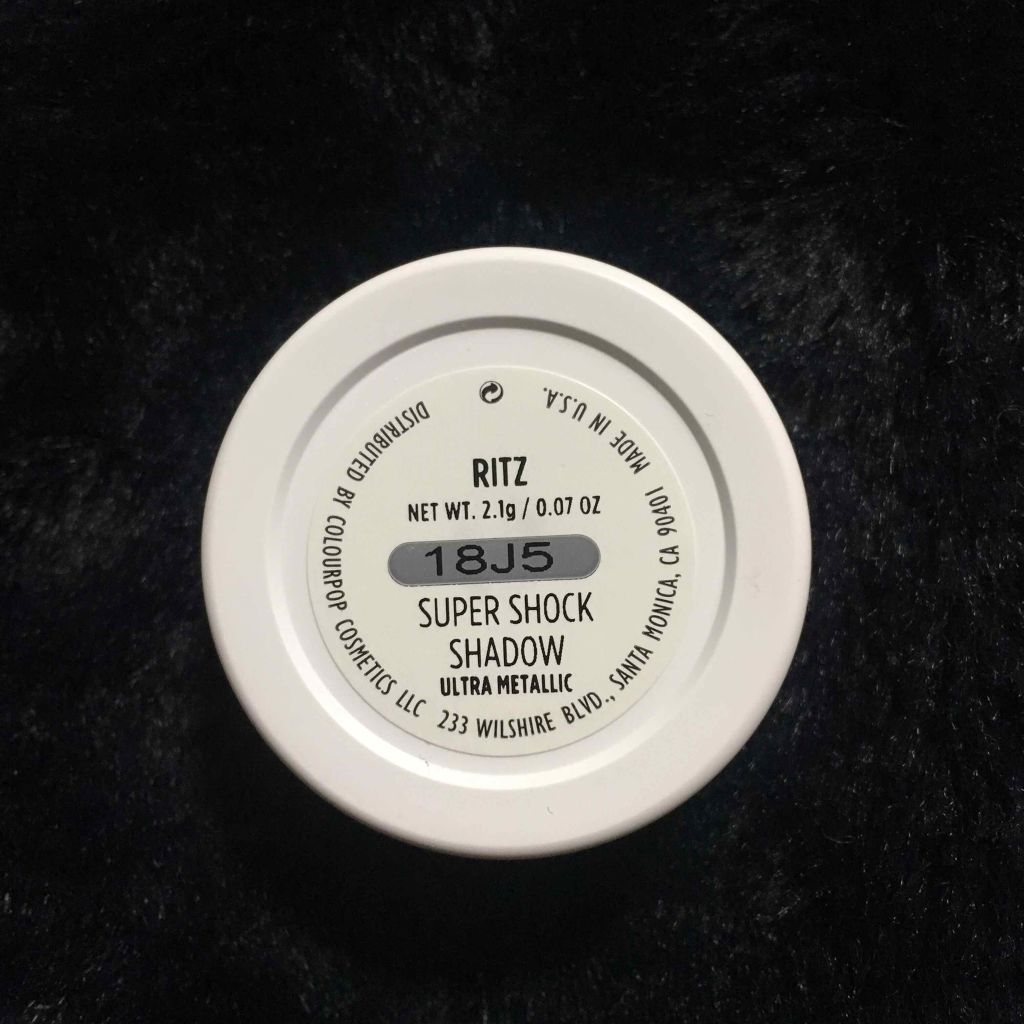 RITZ
NET WT. 2.1g / 0.07 OZ
18J5
SUPER SHOCK
SHADOW
ULTRA METALLIC
DISTRIBUTED BY COLOURPOP COSMETICS LLC 233 WILSHIRE BLVD., SANTA MONICA, CA 90401 MADE IN U.S.A.